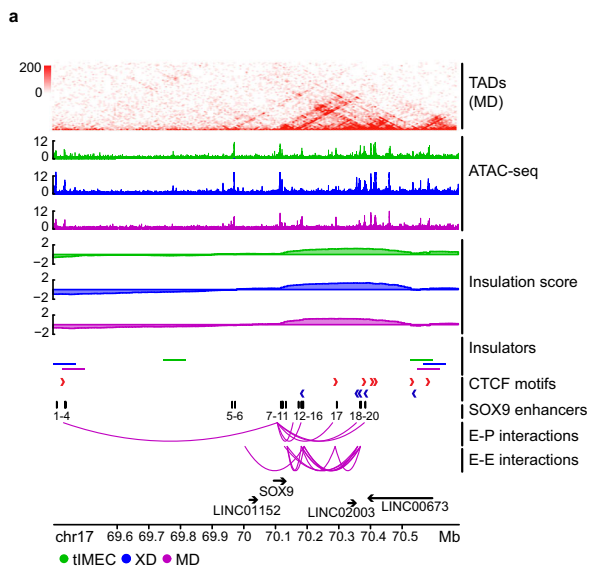 a
200
0
TADs
(MD)
12
0
12
0
12
0
ATAC-seq
2
−2
2
−2
2
−2
Insulation score
Insulators
CTCF motifs
SOX9 enhancers
1-4 5-6 7-11 12-16 17 18-20
E-P interactions
E-E interactions
SOX9
LINC01152 LINC02003 LINC00673
chr17 69.6 69.7 69.8 70 70.1 70.2 70.3 70.4 70.5 Mb
tIMEC XD MD